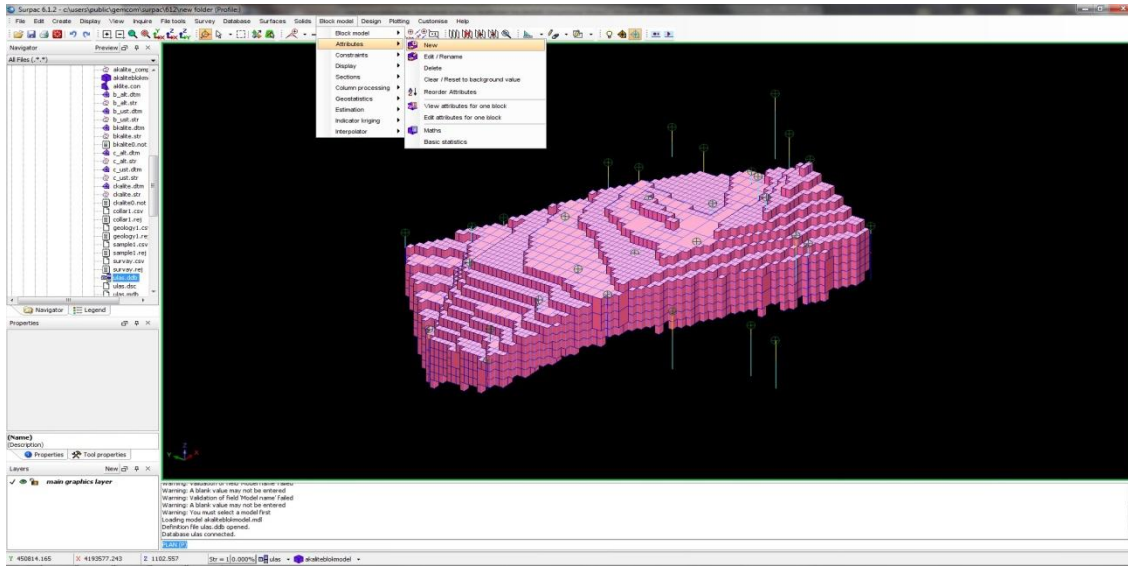 Surpac 6.1.2 - c:\users\public\gemcom\surpac\612\new folder (Profile:)
File Edit Create Display View Inquire File tools Survey Database Surfaces Solids Block model Design Plotting Customise Help
Navigator Preview
All Files (.*.*)
akalite_comp
akaliteblokm
aklite.con
b_alt.dtm
b_alt.str
b_ust.dtm
b_ust.str
bkalite.dtm
bkalite.str
bkalite0.not
c_alt.dtm
c_alt.str
c_ust.dtm
c_ust.str
ckalite.dtm
ckalite.str
ckalite0.not
collar1.csv
collar1.rej
geology1.cs
geology1.re
sample1.csv
sample1.rej
survay.csv
survay.rej
ulas.ddb
ulas.dsc
ulas.mdb
Navigator Legend
Properties
(Name)
(Description)
Properties Tool properties
Layers New
main graphics layer
Block model
Attributes
Constraints
Display
Sections
Column processing
Geostatistics
Estimation
Indicator kriging
Interpolator
New
Edit / Rename
Delete
Clear / Reset to background value
Reorder Attributes
View attributes for one block
Edit attributes for one block
Maths
Basic statistics
Z
Y X
Warning: Validation of field 'Model name' Failed
Warning: A blank value may not be entered
Warning: Validation of field 'Model name' Failed
Warning: A blank value may not be entered
Warning: You must select a model first
Loading model akaliteblokmodel.mdl
Definition file ulas.ddb opened.
Database ulas connected.
PLAN [P]
Y 450814.165 X 4193577.243 Z 1102.557 Str = 1 0.000% ulas akaliteblokmodel